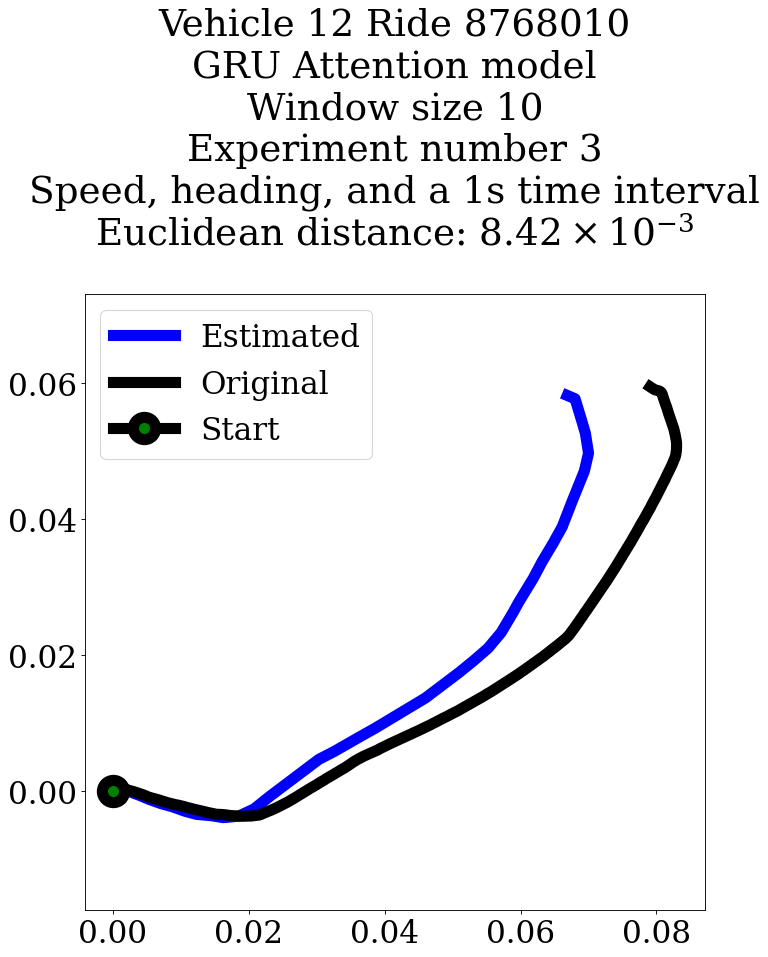 Vehicle 12 Ride 8768010
GRU Attention model
Window size 10
Experiment number 3
Speed, heading, and a 1s time interval
Euclidean distance: 8.42 × 10⁻³
Estimated
Original
Start
0.06
0.04
0.02
0.00
0.00 0.02 0.04 0.06 0.08